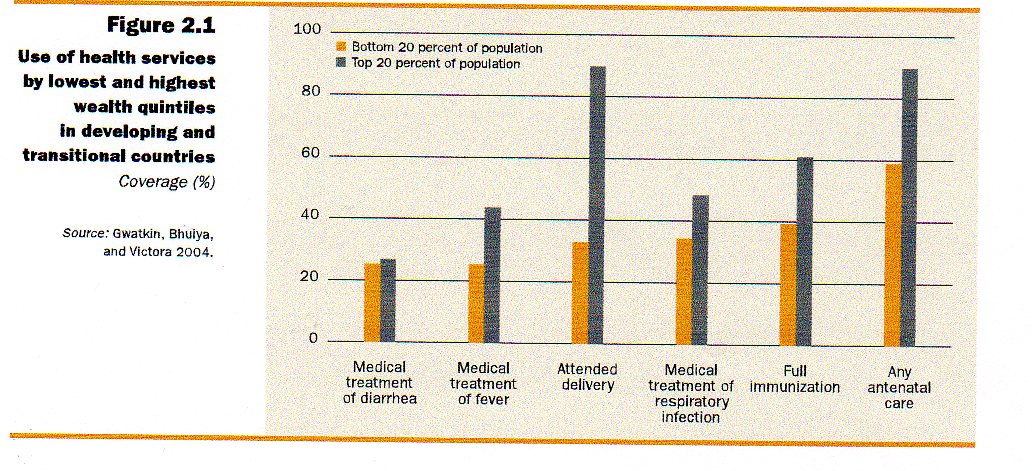 Figure 2.1
Use of health services
by lowest and highest
wealth quintiles
in developing and
transitional countries
Coverage (%)
Source: Gwatkin, Bhuiya,
and Victora 2004.
100
80
60
40
20
0
Bottom 20 percent of population
Top 20 percent of population
Medical
treatment
of diarrhea
Medical
treatment
of fever
Attended
delivery
Medical
treatment of
respiratory
infection
Full
immunization
Any
antenatal
care